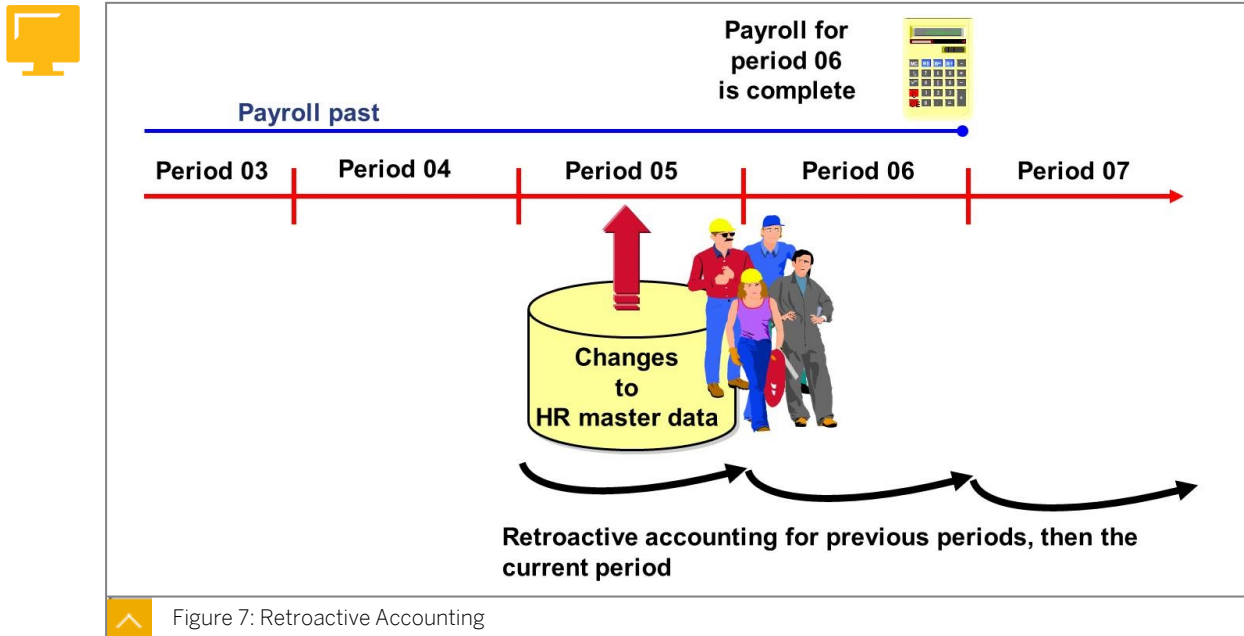 Payroll for
period 06
is complete
Payroll past
Period 03
Period 04
Period 05
Period 06
Period 07
Changes
to
HR master data
Retroactive accounting for previous periods, then the
current period
Figure 7: Retroactive Accounting